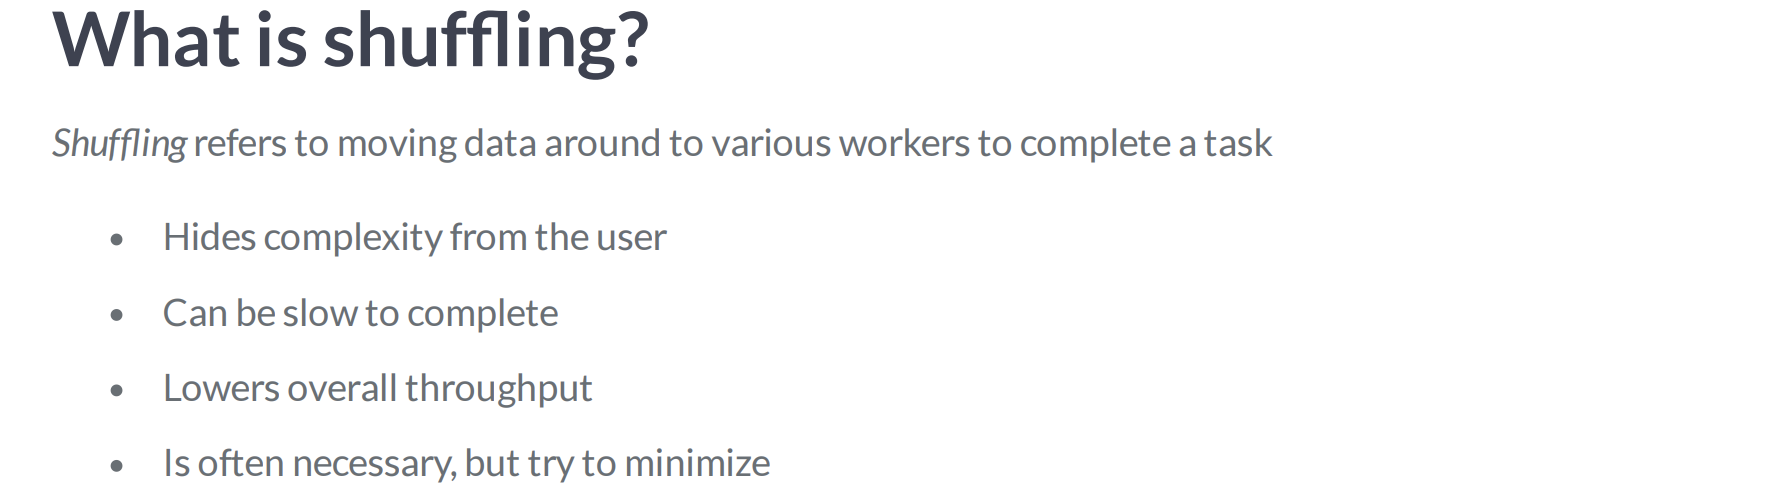 What is shuffling?
Shuffling refers to moving data around to various workers to complete a task
• Hides complexity from the user
• Can be slow to complete
• Lowers overall throughput
• Is often necessary, but try to minimize